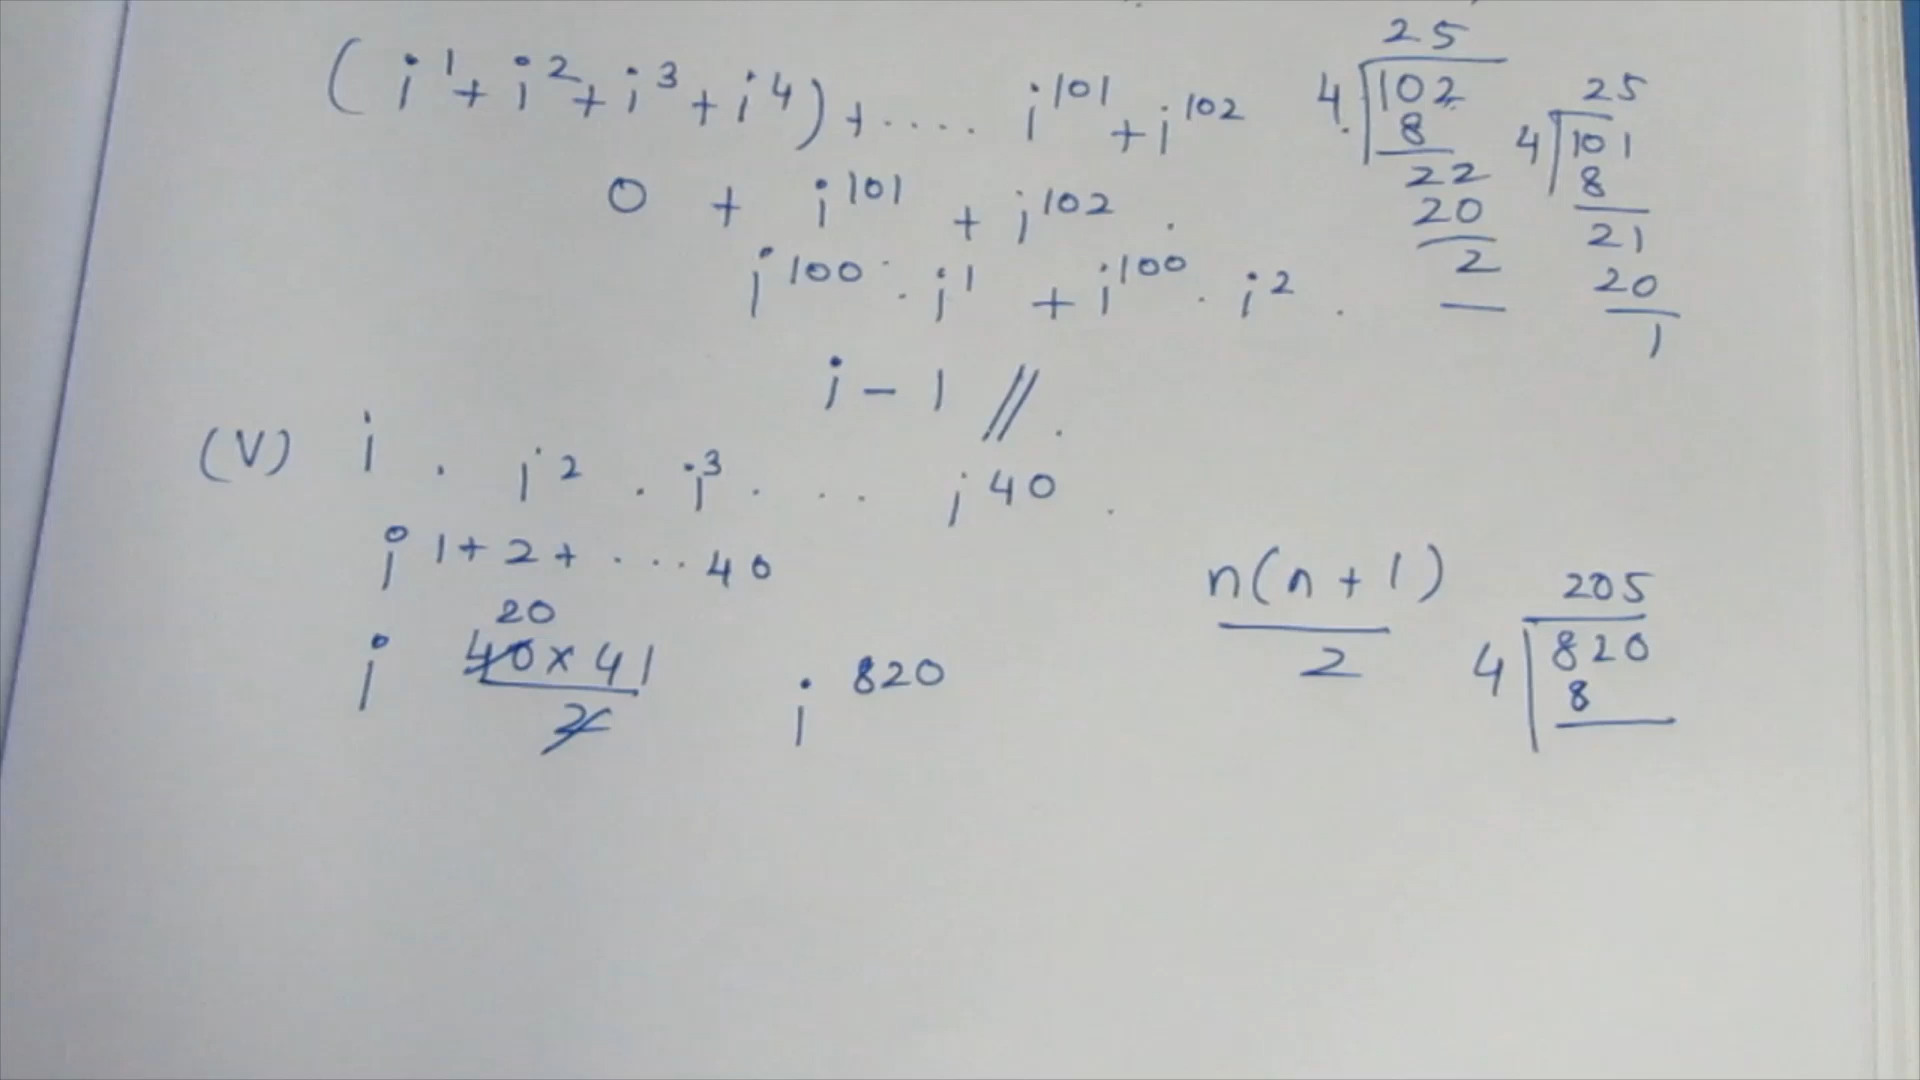 (i¹ + i² + i³ + i⁴) + .... i¹⁰¹ + i¹⁰²
0 + i¹⁰¹ + i¹⁰² .
i¹⁰⁰ . i¹ + i¹⁰⁰ . i² .
i - 1 // .
25
4 102
8
22
20
2
25
4 101
8
21
20
1
(V) i . i² . i³ . .. i⁴⁰ .
i 1+2+ ... 40
20
i 40 x 41
2
i⁸²⁰
n(n+1)
2
205
4 820
8